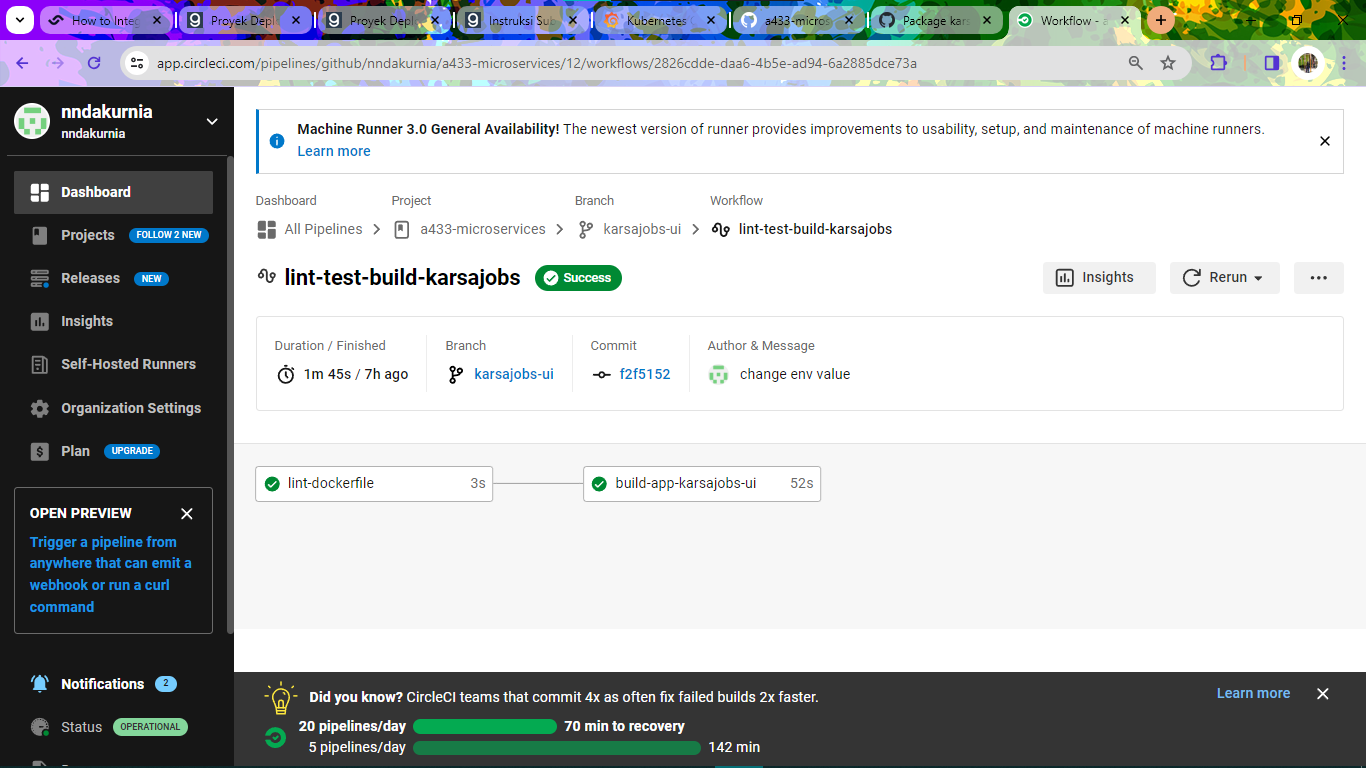 How to Integ
Proyek Deplo
Proyek Depl
Instruksi Sub
Kubernetes C
a433-micros
Package kars
Workflow - a
app.circleci.com/pipelines/github/nndakurnia/a433-microservices/12/workflows/2826cdde-daa6-4b5e-ad94-6a2885dce73a
nndakurnia
nndakurnia
Dashboard
Projects FOLLOW 2 NEW
Releases NEW
Insights
Self-Hosted Runners
Organization Settings
Plan UPGRADE
OPEN PREVIEW
Trigger a pipeline from
anywhere that can emit a
webhook or run a curl
command
Notifications 2
Status OPERATIONAL
Machine Runner 3.0 General Availability! The newest version of runner provides improvements to usability, setup, and maintenance of machine runners.
Learn more
Dashboard Project Branch Workflow
All Pipelines a433-microservices karsajobs-ui lint-test-build-karsajobs
lint-test-build-karsajobs Success Insights Rerun
Duration / Finished Branch Commit Author & Message
1m 45s / 7h ago karsajobs-ui f2f5152 change env value
lint-dockerfile 3s build-app-karsajobs-ui 52s
Did you know? CircleCI teams that commit 4x as often fix failed builds 2x faster. Learn more
20 pipelines/day 70 min to recovery
5 pipelines/day 142 min